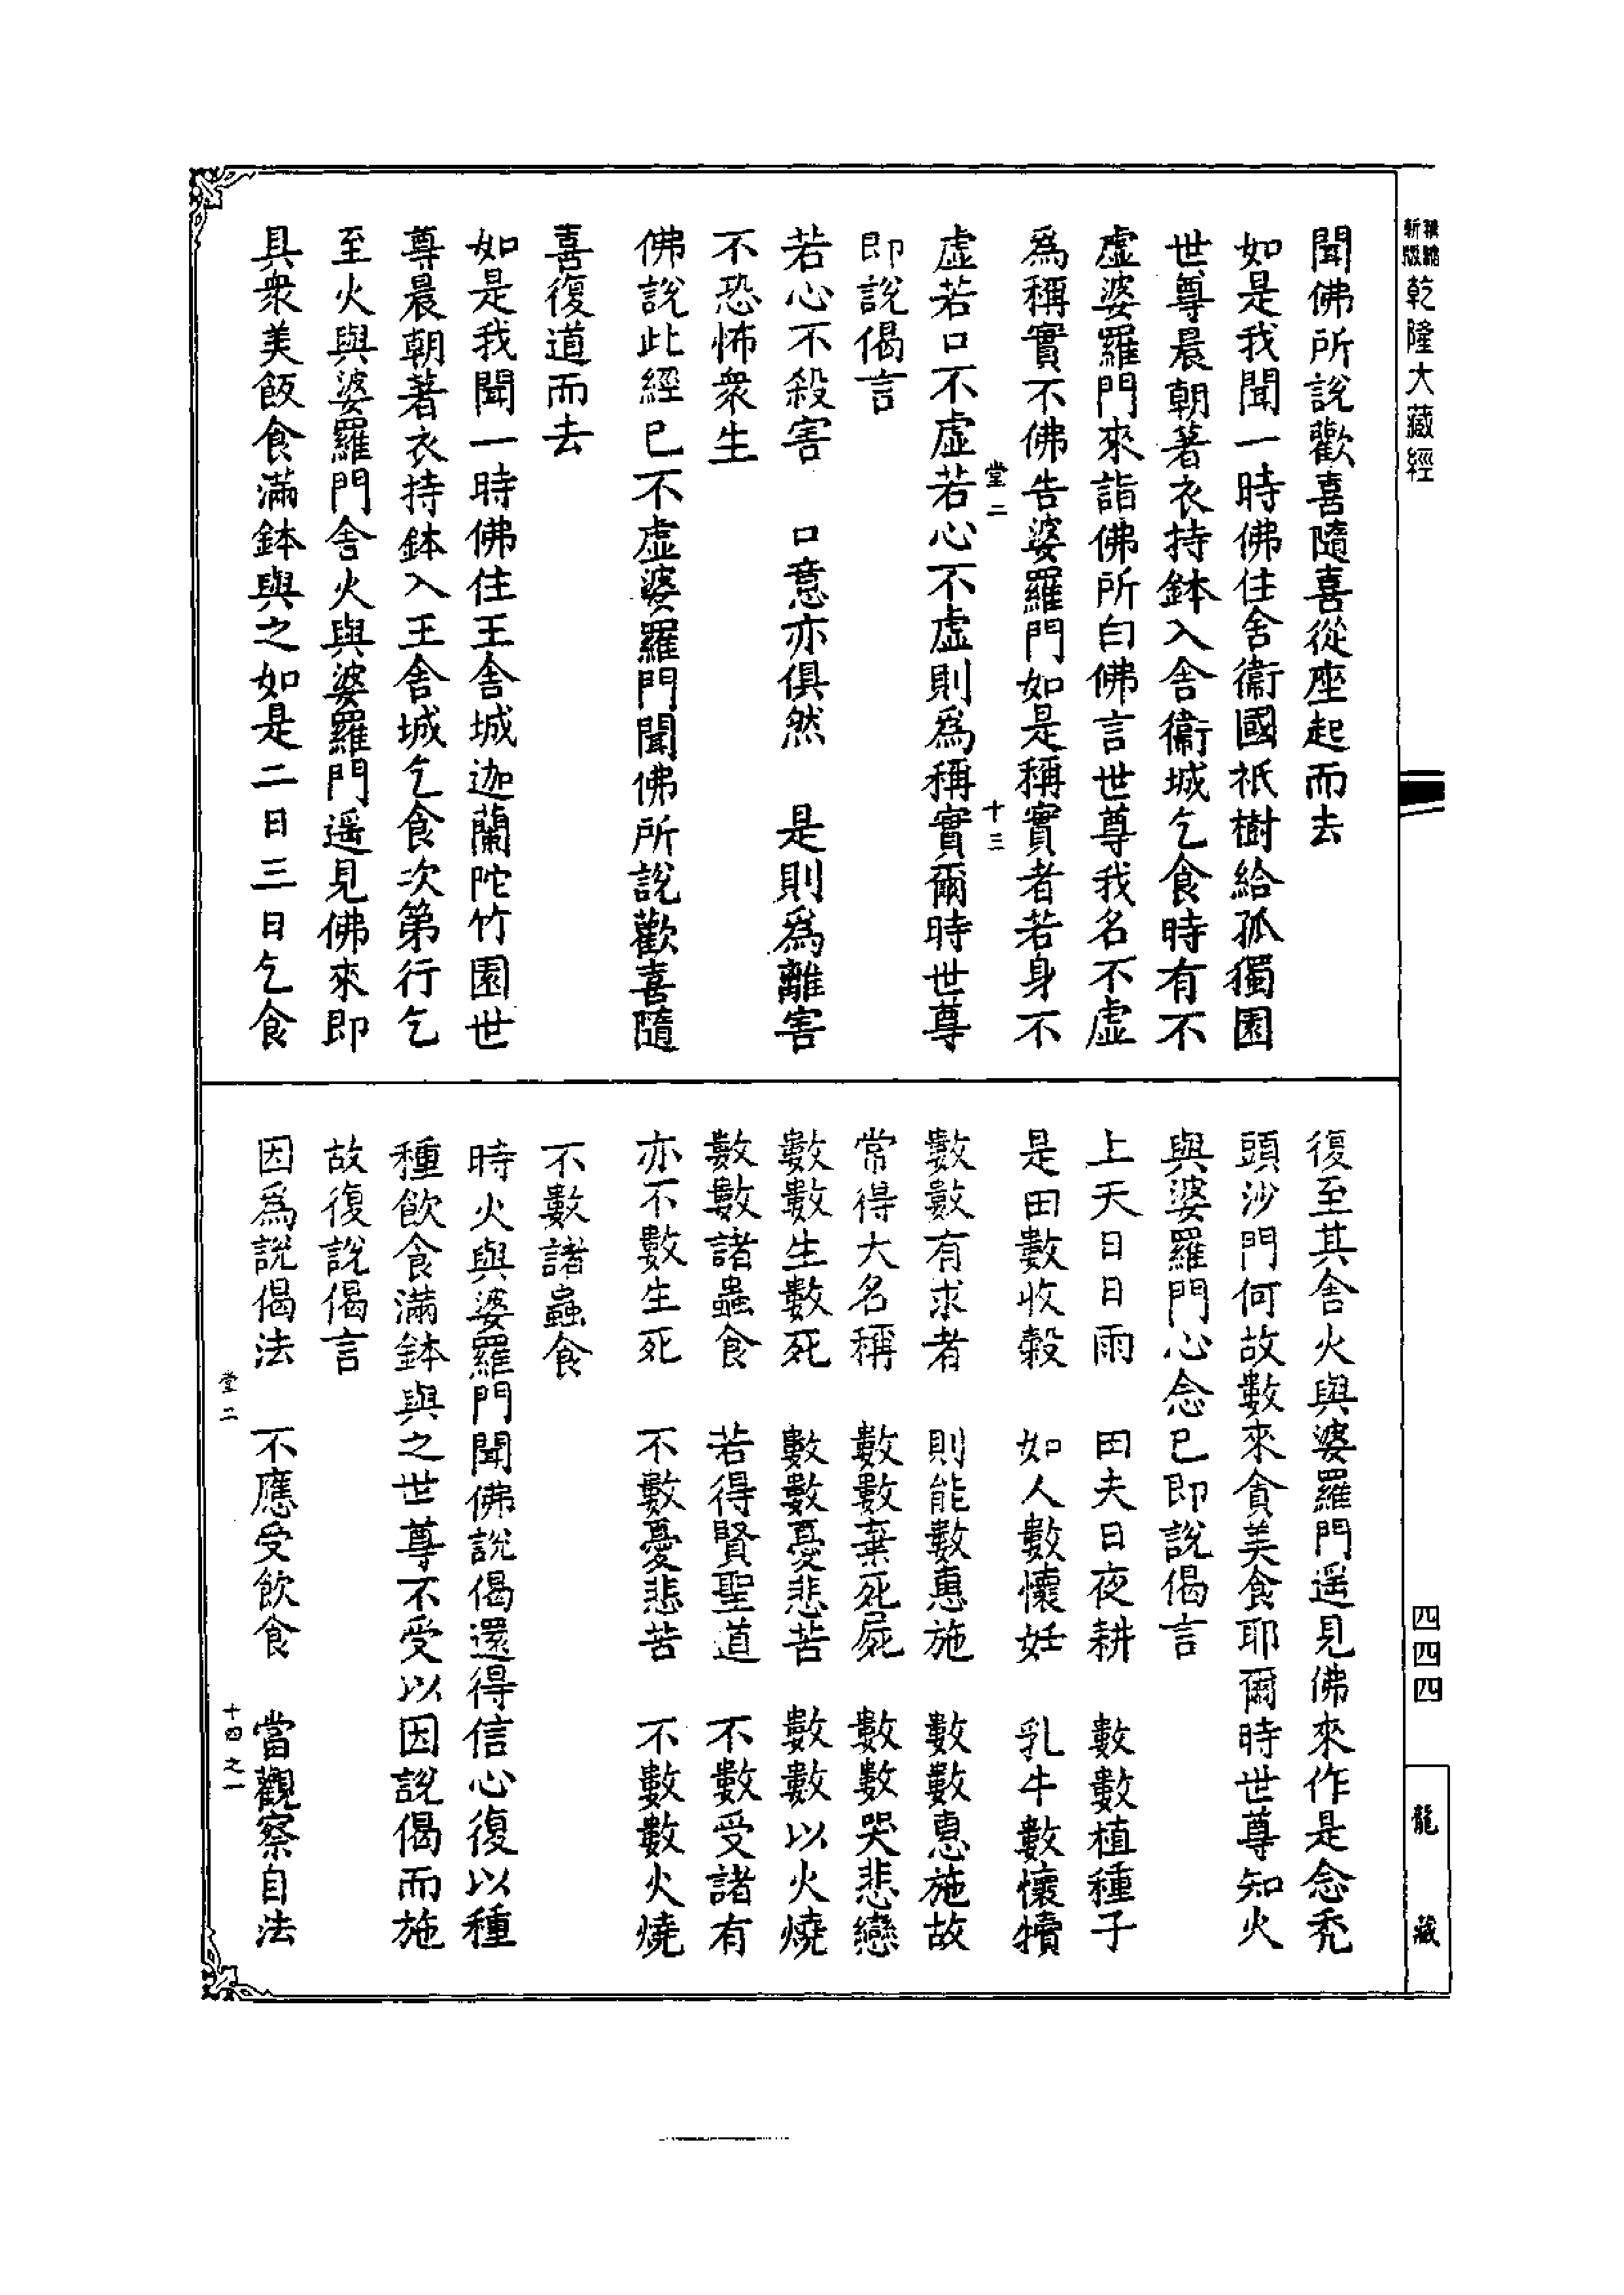 新版
乾隆大藏經
四四四
龍藏
聞佛所說歡喜隨喜從座起而去
如是我聞一時佛住舍衞國祇樹給孤獨園
世尊晨朝著衣持鉢入舍衞城乞食時有不
虛婆羅門來詣佛所白佛言世尊我名不虛
爲稱實不佛告婆羅門如是稱實者若身不
堂二 十三
虛若口不虛若心不虛則爲稱實爾時世尊
即說偈言
若心不殺害 口意亦俱然 是則爲離害
不恐怖衆生
佛說此經已不虛婆羅門聞佛所說歡喜隨
喜復道而去
如是我聞一時佛住王舍城迦蘭陀竹園世
尊晨朝著衣持鉢入王舍城乞食次第行乞
至火與婆羅門舍火與婆羅門遥見佛來即
具衆美飯食滿鉢與之如是二日三日乞食
復至其舍火與婆羅門遥見佛來作是念禿
頭沙門何故數來貪美食耶爾時世尊知火
與婆羅門心念已即說偈言
上天日日雨 田夫日夜耕 數數植種子
是田數收穀 如人數懷妊 乳牛數懷犢
數數有求者 則能數惠施 數數惠施故
常得大名稱 數數棄死屍 數數哭悲戀
數數生數死 數數憂悲苦 數數以火燒
數數諸蟲食 若得賢聖道 不數受諸有
亦不數生死 不數憂悲苦 不數數火燒
不數諸蟲食
時火與婆羅門聞佛說偈還得信心復以種
種飲食滿鉢與之世尊不受以因說偈而施
故復說偈言
因爲說偈法 不應受飲食 當觀察自法
堂二 十四之一